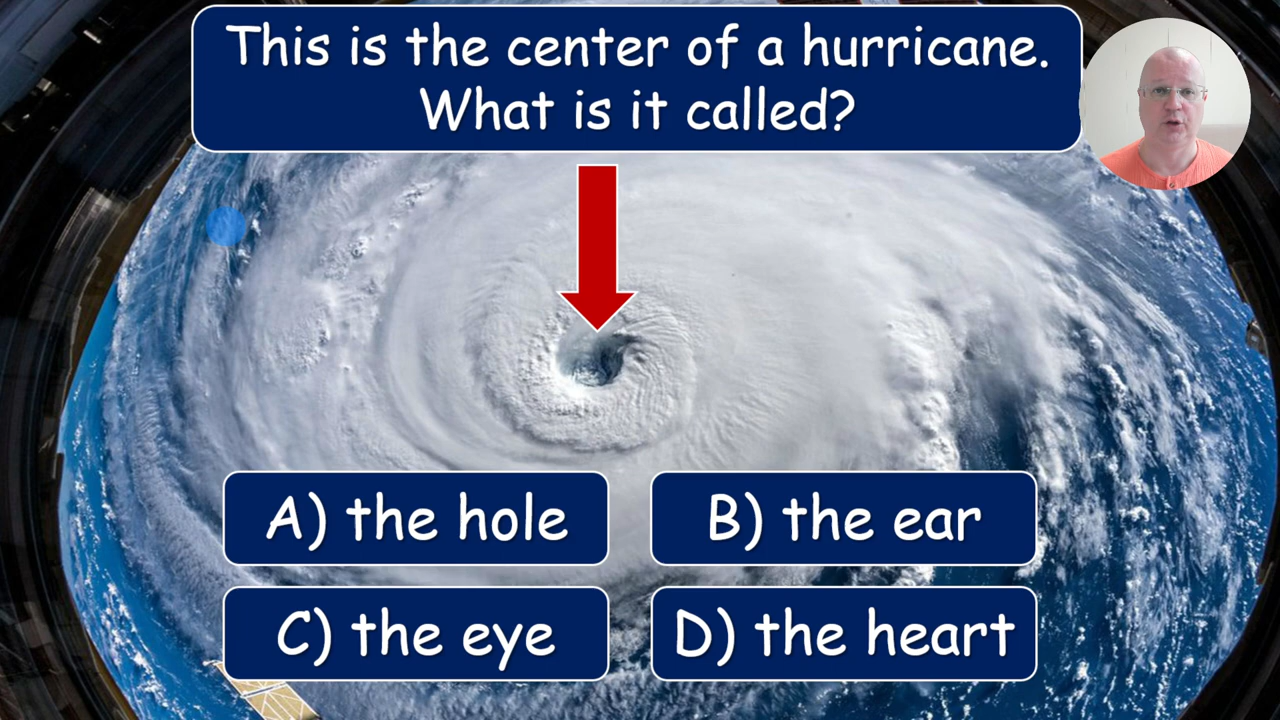 This is the center of a hurricane.
What is it called?
A) the hole
B) the ear
C) the eye
D) the heart